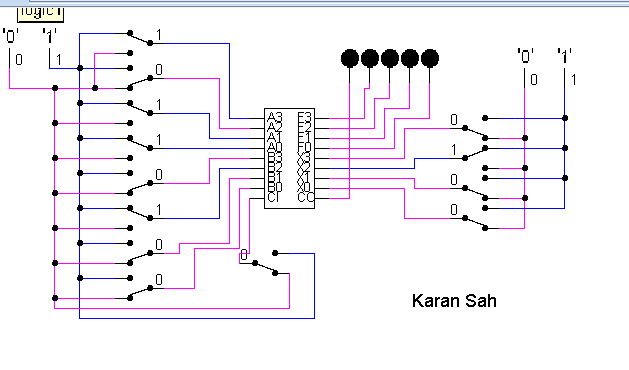 logic1
'0' '1'
0 1
1
0
1
1
0
1
0
0
0
A3
A2
A1
A0
B3
B2
B1
B0
CI
F3
F2
F1
F0
X3
X2
X1
X0
CO
0
1
0
0
'0' '1'
0 1
Karan Sah